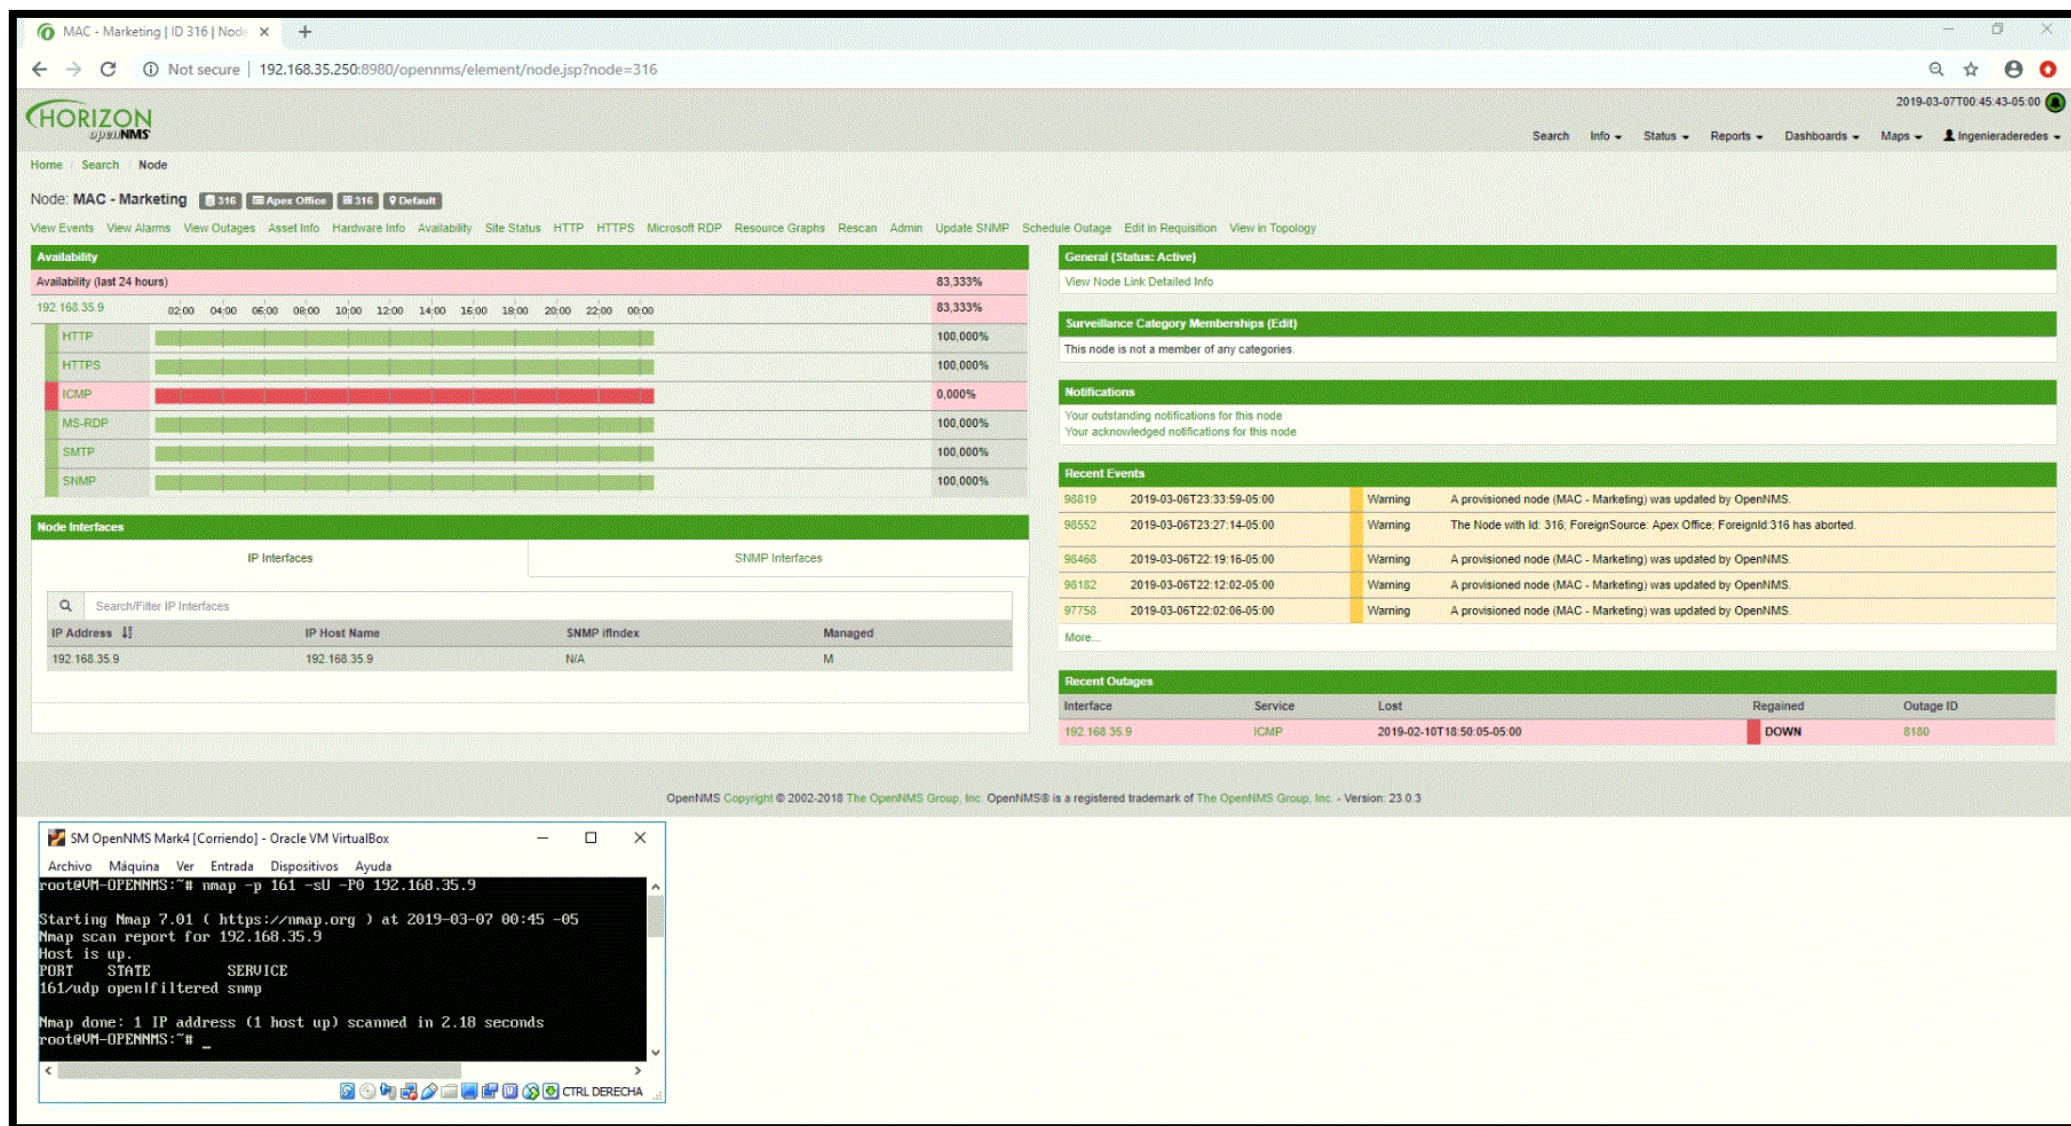 MAC - Marketing | ID 316 | Node
Not secure | 192.168.35.250:8980/opennms/element/node.jsp?node=316
HORIZON
openNMS
2019-03-07T00:45:43-05:00
Search Info Status Reports Dashboards Maps Ingenieraderedes
Home / Search / Node
Node: MAC - Marketing 316 Apex Office 316 Default
View Events View Alarms View Outages Asset Info Hardware Info Availability Site Status HTTP HTTPS Microsoft RDP Resource Graphs Rescan Admin Update SNMP Schedule Outage Edit in Requisition View in Topology
Availability
Availability (last 24 hours) 83,333%
192.168.35.9 02:00 04:00 06:00 08:00 10:00 12:00 14:00 16:00 18:00 20:00 22:00 00:00 83,333%
HTTP 100,000%
HTTPS 100,000%
ICMP 0,000%
MS-RDP 100,000%
SMTP 100,000%
SNMP 100,000%
Node Interfaces
IP Interfaces SNMP Interfaces
Search/Filter IP Interfaces
IP Address IP Host Name SNMP ifIndex Managed
192.168.35.9 192.168.35.9 N/A M
General (Status: Active)
View Node Link Detailed Info
Surveillance Category Memberships (Edit)
This node is not a member of any categories.
Notifications
Your outstanding notifications for this node
Your acknowledged notifications for this node
Recent Events
98819 2019-03-06T23:33:59-05:00 Warning A provisioned node (MAC - Marketing) was updated by OpenNMS.
98552 2019-03-06T23:27:14-05:00 Warning The Node with Id: 316; ForeignSource: Apex Office; ForeignId:316 has aborted.
98468 2019-03-06T22:19:16-05:00 Warning A provisioned node (MAC - Marketing) was updated by OpenNMS.
98182 2019-03-06T22:12:02-05:00 Warning A provisioned node (MAC - Marketing) was updated by OpenNMS.
97758 2019-03-06T22:02:06-05:00 Warning A provisioned node (MAC - Marketing) was updated by OpenNMS.
More...
Recent Outages
Interface Service Lost Regained Outage ID
192.168.35.9 ICMP 2019-02-10T18:50:05-05:00 DOWN 8180
OpenNMS Copyright © 2002-2018 The OpenNMS Group, Inc. OpenNMS® is a registered trademark of The OpenNMS Group, Inc. - Version: 23.0.3
SM OpenNMS Mark4 [Corriendo] - Oracle VM VirtualBox
Archivo Máquina Ver Entrada Dispositivos Ayuda
root@VM-OPENNMS:~# nmap -p 161 -sU -P0 192.168.35.9
Starting Nmap 7.01 ( https://nmap.org ) at 2019-03-07 00:45 -05
Nmap scan report for 192.168.35.9
Host is up.
PORT STATE SERVICE
161/udp open|filtered snmp
Nmap done: 1 IP address (1 host up) scanned in 2.18 seconds
root@VM-OPENNMS:~# _
CTRL DERECHA